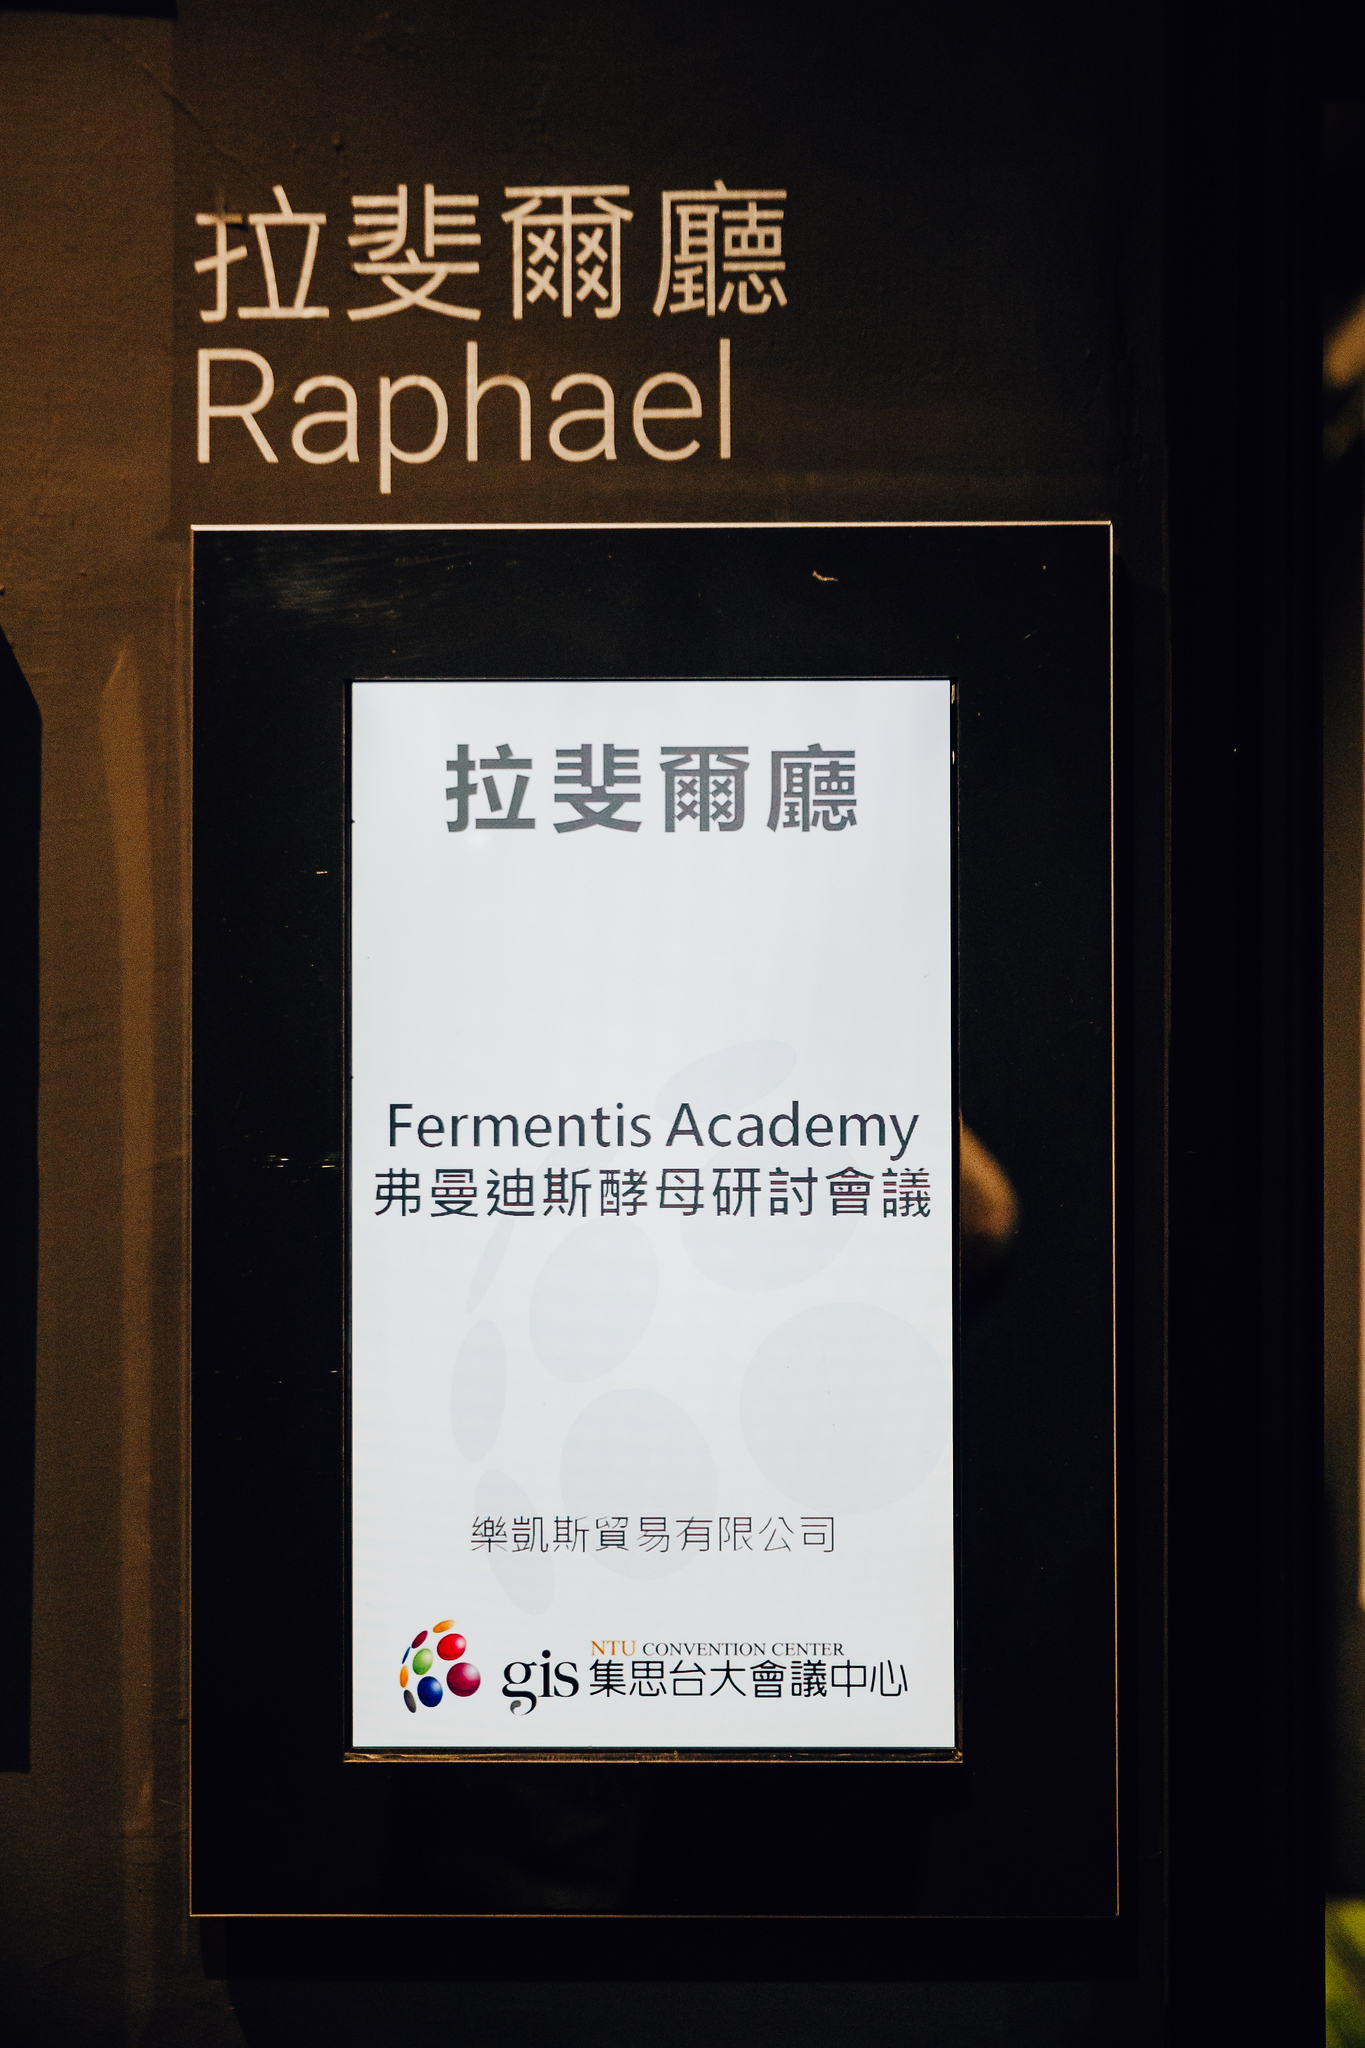 拉斐爾廳
Raphael
拉斐爾廳
Fermentis Academy
弗曼迪斯酵母研討會議
樂凱斯貿易有限公司
gis
NTU CONVENTION CENTER
集思台大會議中心